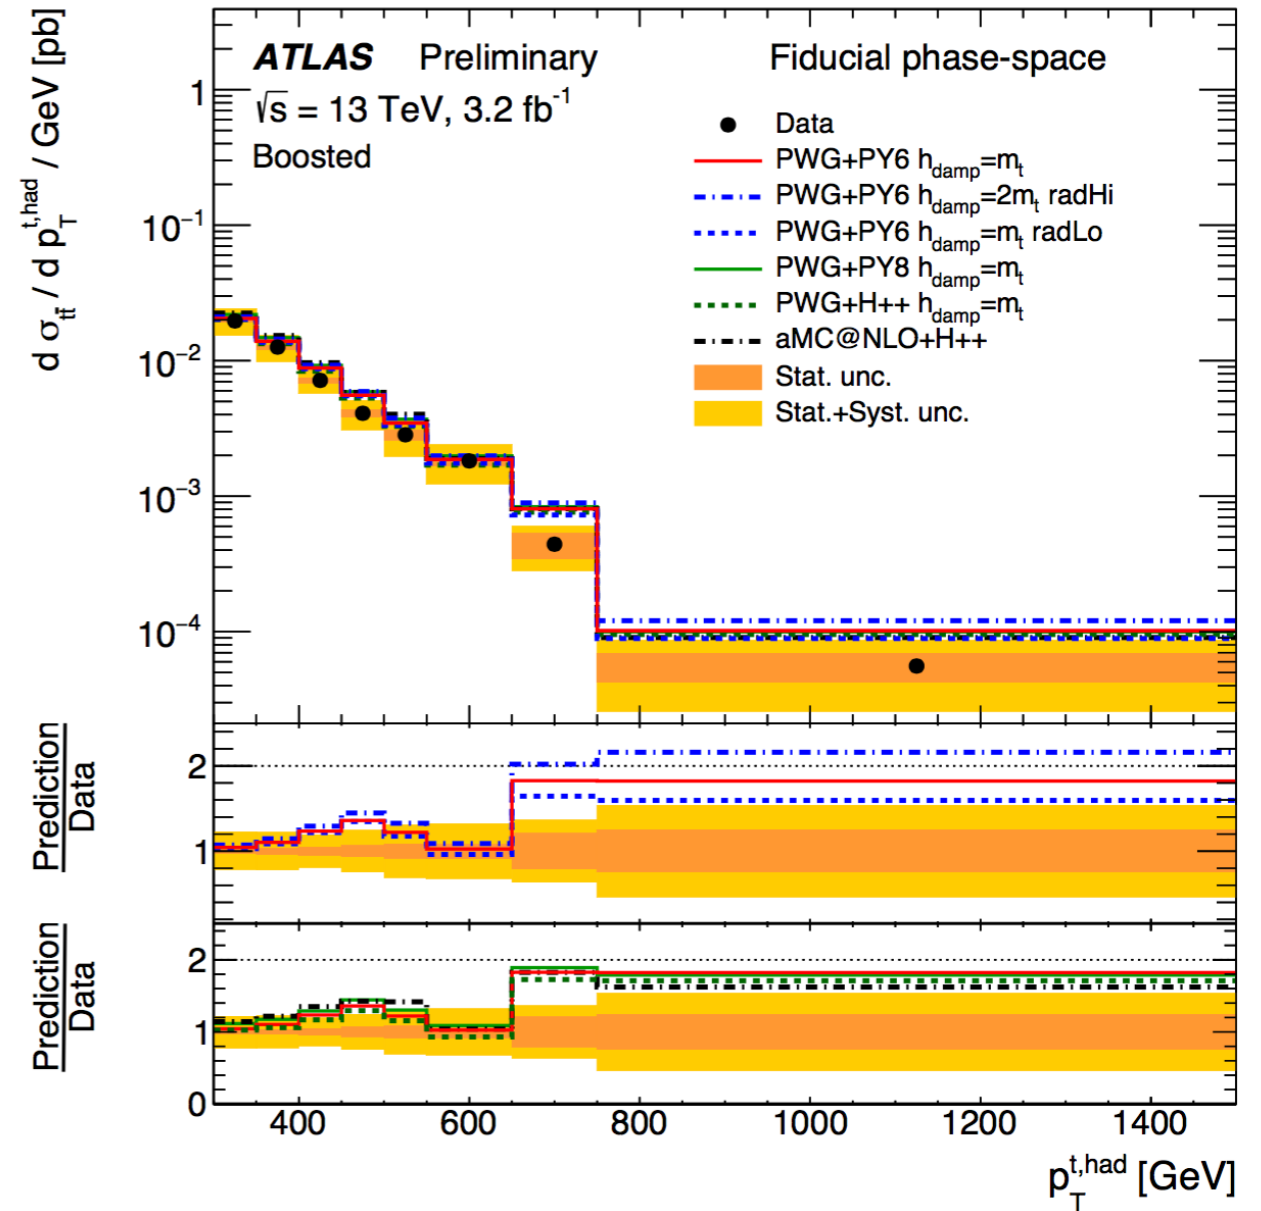 d σ_tt̄ / d p_T^t,had / GeV [pb]
1
10⁻¹
10⁻²
10⁻³
10⁻⁴
ATLAS Preliminary
√s = 13 TeV, 3.2 fb⁻¹
Boosted
Fiducial phase-space
Data
PWG+PY6 h_damp=m_t
PWG+PY6 h_damp=2m_t radHi
PWG+PY6 h_damp=m_t radLo
PWG+PY8 h_damp=m_t
PWG+H++ h_damp=m_t
aMC@NLO+H++
Stat. unc.
Stat.+Syst. unc.
Prediction
Data
2
1
Prediction
Data
2
1
0
400 600 800 1000 1200 1400
p_T^t,had [GeV]